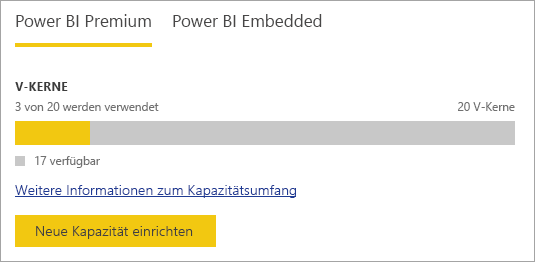 Power BI Premium Power BI Embedded
V-KERNE
3 von 20 werden verwendet 20 V-Kerne
17 verfügbar
Weitere Informationen zum Kapazitätsumfang
Neue Kapazität einrichten